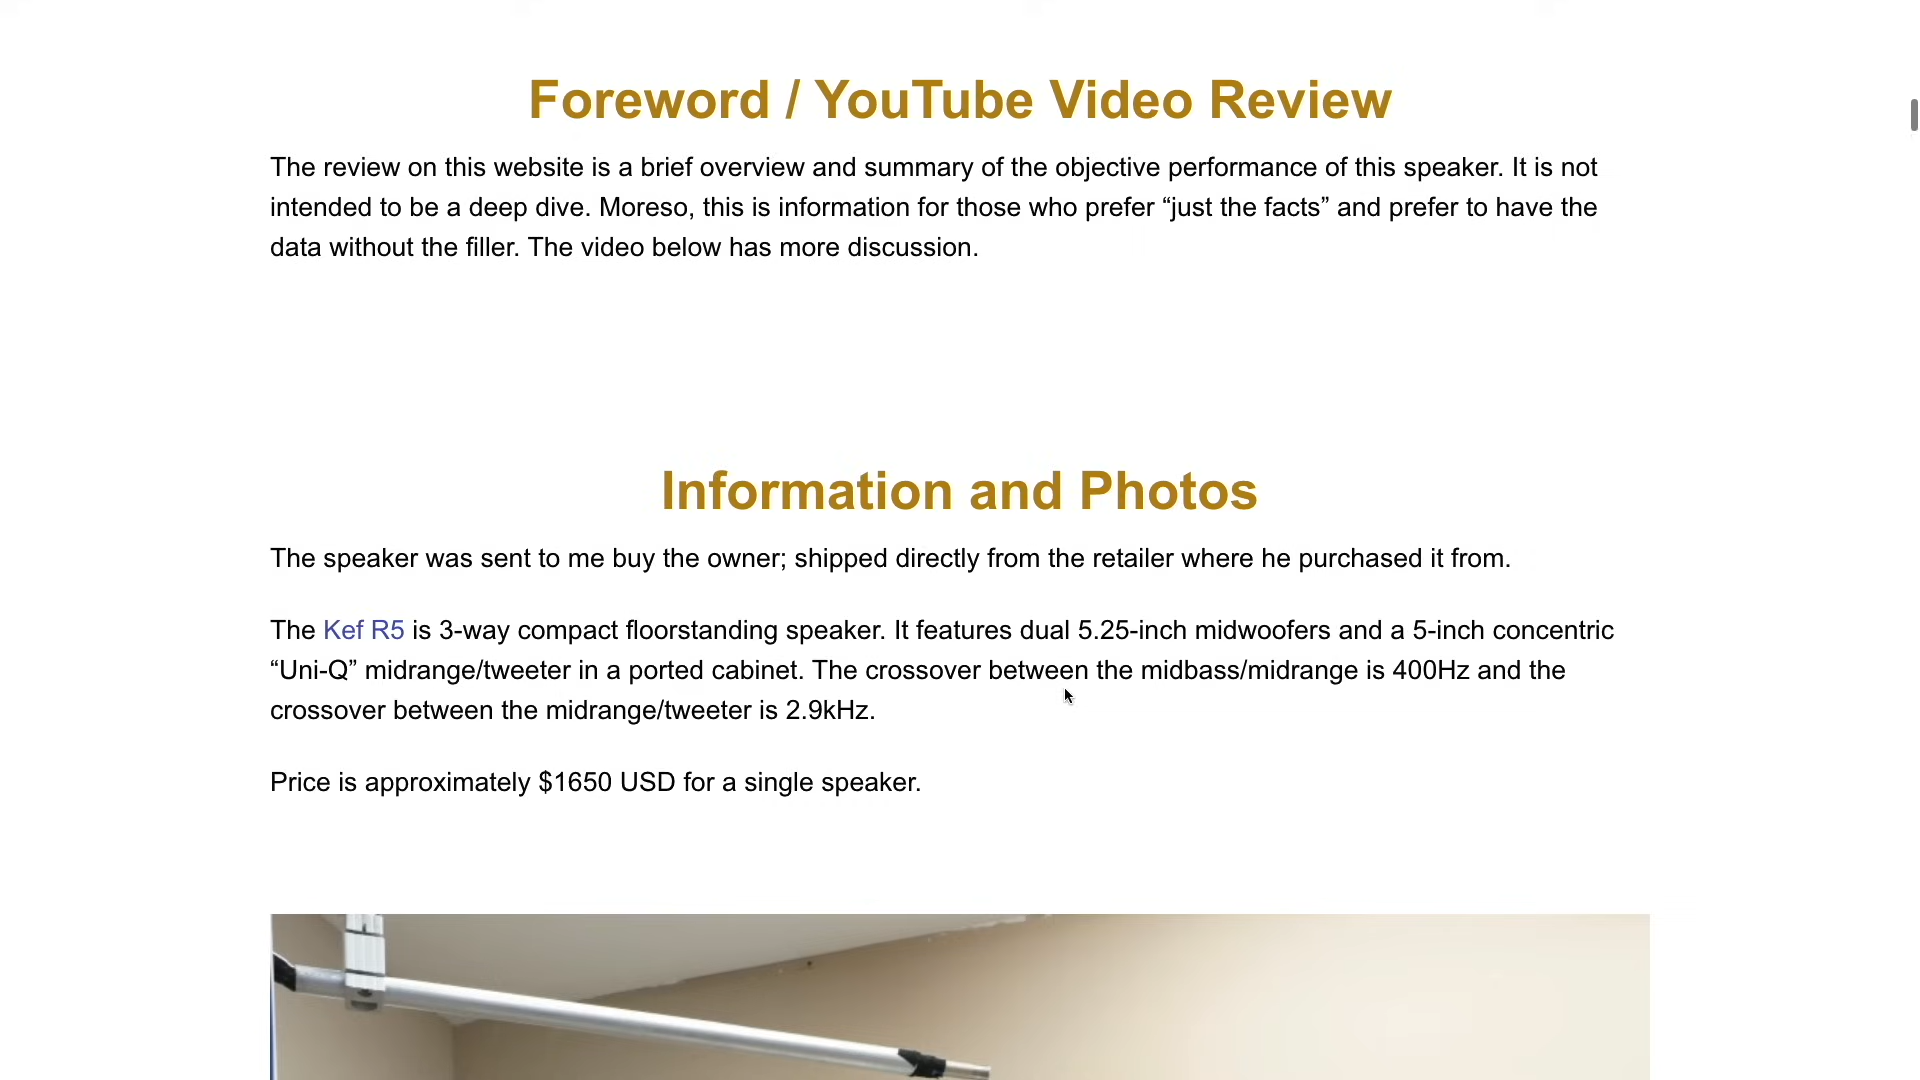 Foreword / YouTube Video Review
The review on this website is a brief overview and summary of the objective performance of this speaker. It is not
intended to be a deep dive. Moreso, this is information for those who prefer “just the facts” and prefer to have the
data without the filler. The video below has more discussion.
Information and Photos
The speaker was sent to me buy the owner; shipped directly from the retailer where he purchased it from.
The Kef R5 is 3-way compact floorstanding speaker. It features dual 5.25-inch midwoofers and a 5-inch concentric
“Uni-Q” midrange/tweeter in a ported cabinet. The crossover between the midbass/midrange is 400Hz and the
crossover between the midrange/tweeter is 2.9kHz.
Price is approximately $1650 USD for a single speaker.